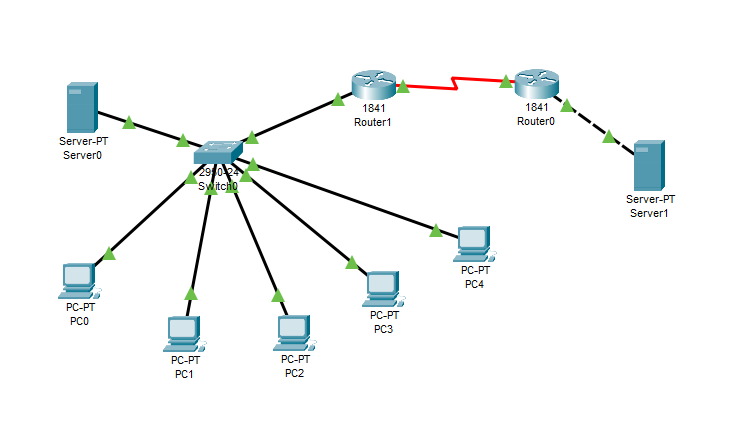 1841
Router1
1841
Router0
Server-PT
Server0
2950-24
Switch0
Server-PT
Server1
PC-PT
PC4
PC-PT
PC0
PC-PT
PC3
PC-PT
PC1
PC-PT
PC2